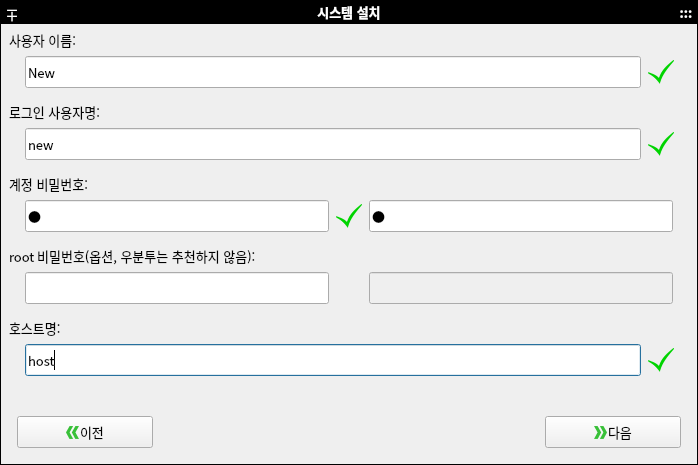 시스템 설치
사용자 이름:
New
로그인 사용자명:
new
계정 비밀번호:
● ●
root 비밀번호(옵션, 우분투는 추천하지 않음):
호스트명:
host
이전 다음